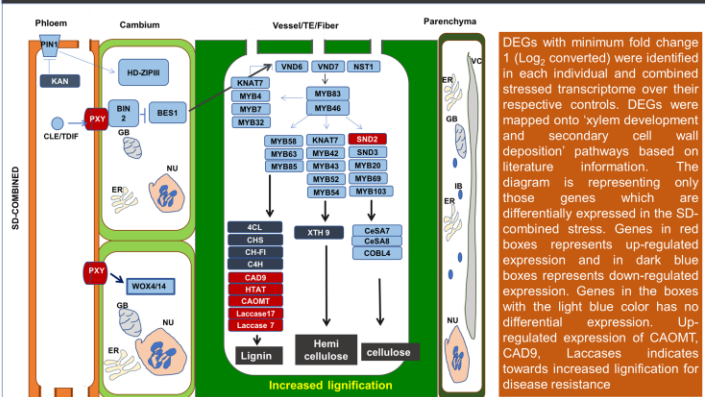 Phloem
Cambium
Vessel/TE/Fiber
Parenchyma
SD-COMBINED
PIN1
KAN
HD-ZIPIII
CLE/TDIF
PXY
BIN
2
BES1
GB
NU
ER
PXY
WOX4/14
GB
NU
ER
VND6
VND7
NST1
KNAT7
MYB4
MYB7
MYB32
MYB83
MYB46
MYB58
MYB63
MYB85
KNAT7
MYB42
MYB43
MYB52
MYB54
SND2
SND3
MYB20
MYB69
MYB103
4CL
CHS
CH-FI
C4H
CAD9
HTAT
CAOMT
Laccase17
Laccase 7
XTH 9
CeSA7
CeSA8
COBL4
Lignin
Hemi
cellulose
cellulose
Increased lignification
VC
ER
GB
IB
ER
NU
DEGs with minimum fold change
1 (Log2 converted) were identified
in each individual and combined
stressed transcriptome over their
respective controls. DEGs were
mapped onto 'xylem development
and secondary cell wall
deposition' pathways based on
literature information. The
diagram is representing only
those genes which are
differentially expressed in the SD-
combined stress. Genes in red
boxes represents up-regulated
expression and in dark blue
boxes represents down-regulated
expression. Genes in the boxes
with the light blue color has no
differential expression. Up-
regulated expression of CAOMT,
CAD9, Laccases indicates
towards increased lignification for
disease resistance